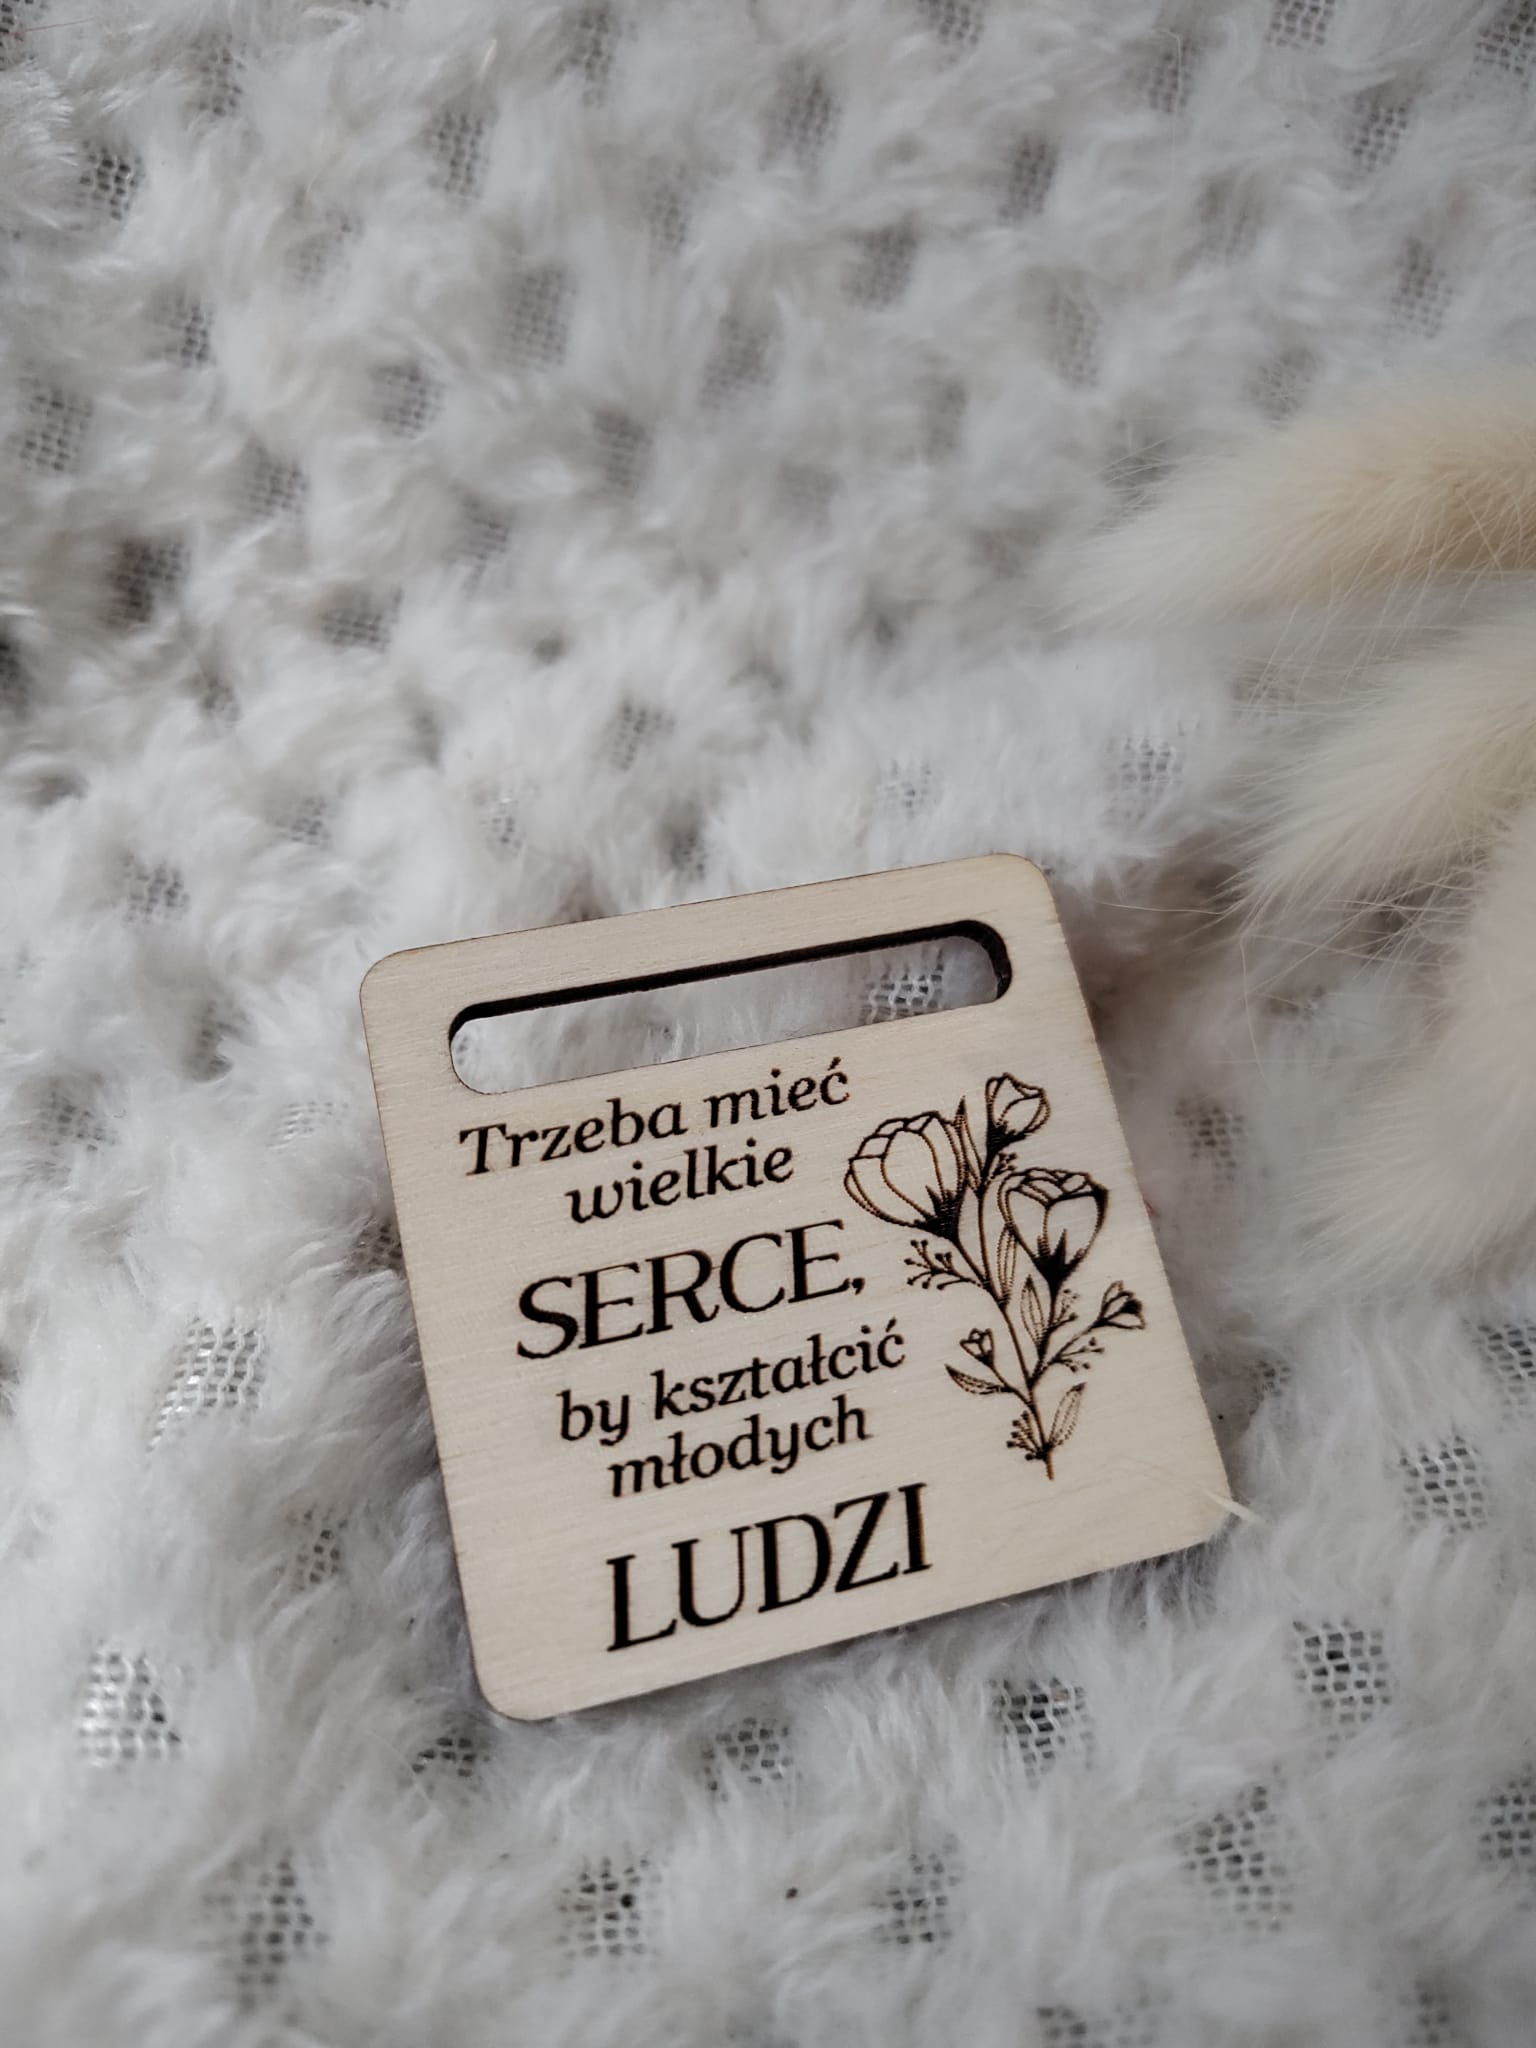 Trzeba mieć
wielkie
SERCE,
by kształcić
młodych
LUDZI